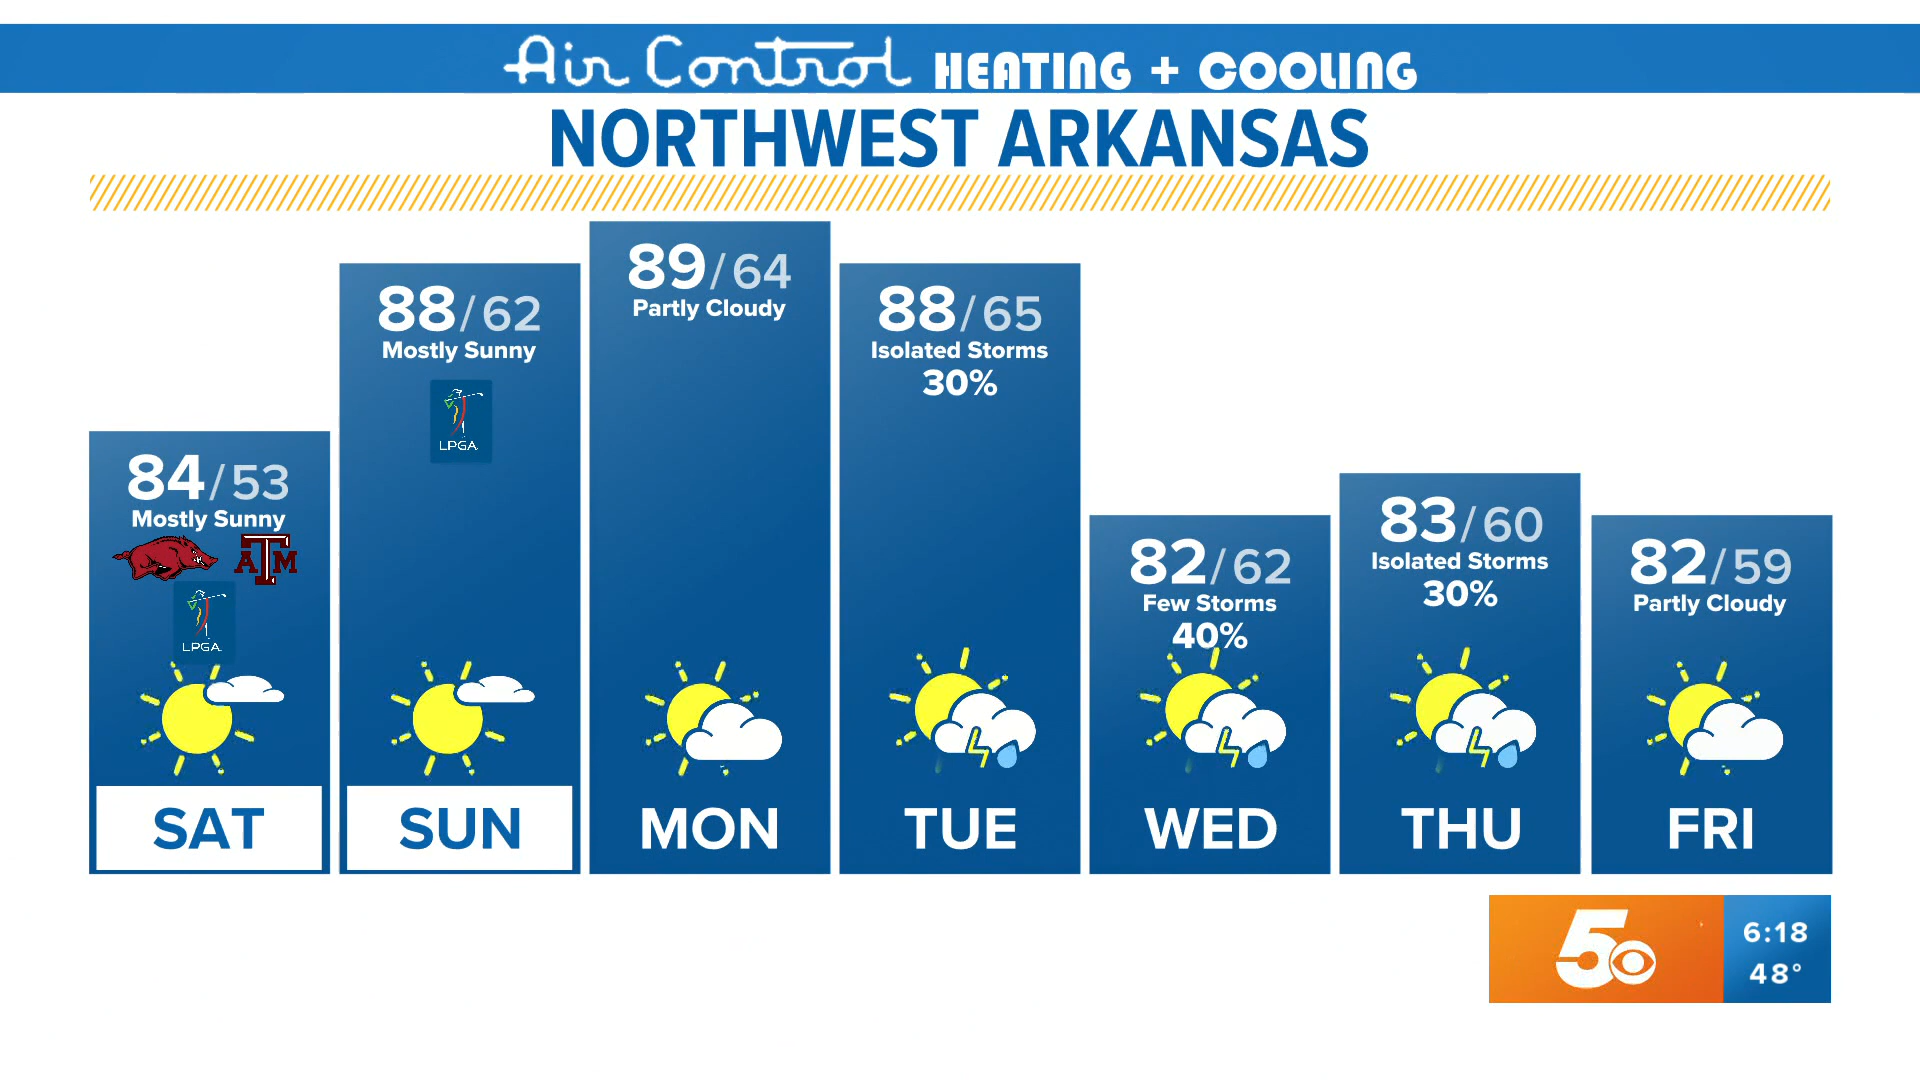 Air Control HEATING + COOLING
NORTHWEST ARKANSAS
84/53
Mostly Sunny
ATM
LPGA
SAT
88/62
Mostly Sunny
LPGA
SUN
89/64
Partly Cloudy
MON
88/65
Isolated Storms
30%
TUE
82/62
Few Storms
40%
WED
83/60
Isolated Storms
30%
THU
82/59
Partly Cloudy
FRI
5
6:18
48°